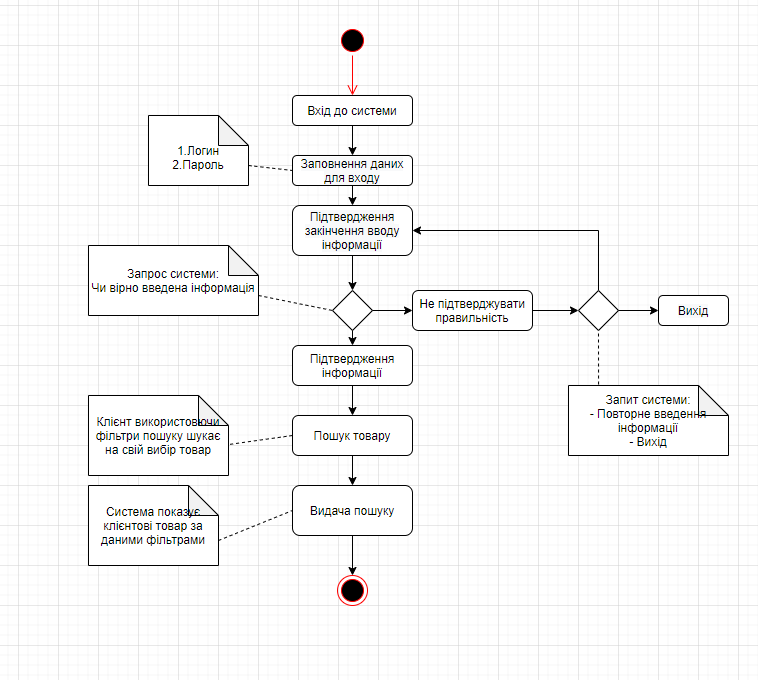 Вхід до системи
1.Логин
2.Пароль
Заповнення даних
для входу
Підтвердження
закінчення вводу
інформації
Запрос системи:
Чи вірно введена інформація
Не підтверджувати
правильність
Вихід
Підтвердження
інформації
Запит системи:
- Повторне введення
інформації
- Вихід
Клієнт використовуючи
фільтри пошуку шукає
на свій вибір товар
Пошук товару
Система показує
клієнтові товар за
даними фільтрами
Видача пошуку